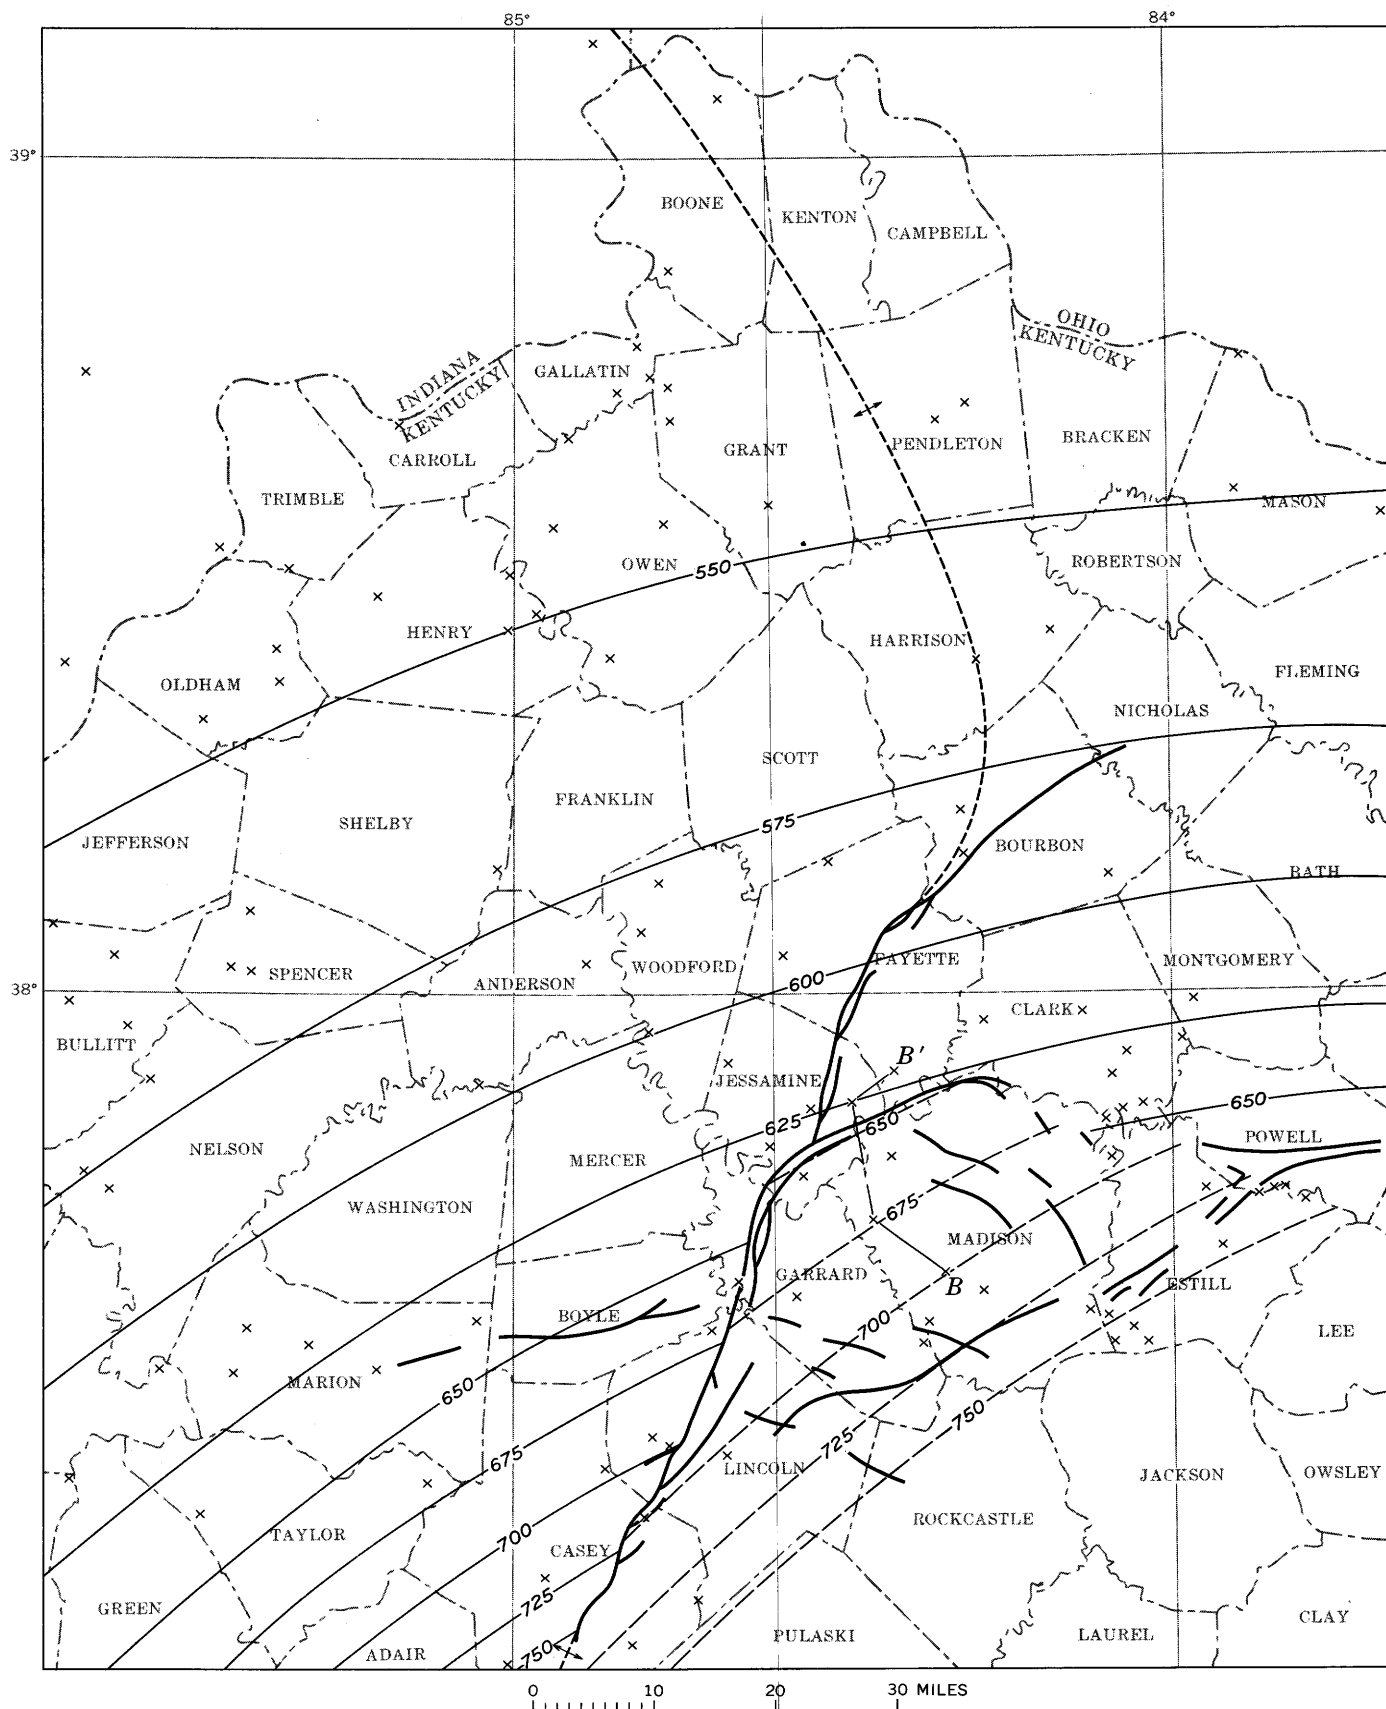 85°
84°
39°
BOONE
KENTON
CAMPBELL
OHIO
KENTUCKY
INDIANA
KENTUCKY
GALLATIN
CARROLL
GRANT
PENDLETON
BRACKEN
TRIMBLE
MASON
OWEN
550
ROBERTSON
HENRY
HARRISON
OLDHAM
FLEMING
NICHOLAS
SCOTT
FRANKLIN
575
SHELBY
JEFFERSON
BOURBON
BATH
SPENCER
ANDERSON
WOODFORD
FAYETTE
MONTGOMERY
38°
600
CLARK
BULLITT
B'
JESSAMINE
625
650
650
POWELL
NELSON
MERCER
WASHINGTON
675
MADISON
GARRARD
B
ESTILL
BOYLE
700
LEE
MARION
650
750
725
675
LINCOLN
JACKSON
OWSLEY
TAYLOR
700
ROCKCASTLE
CASEY
725
GREEN
CLAY
ADAIR
750
PULASKI
LAUREL
0 10 20 30 MILES